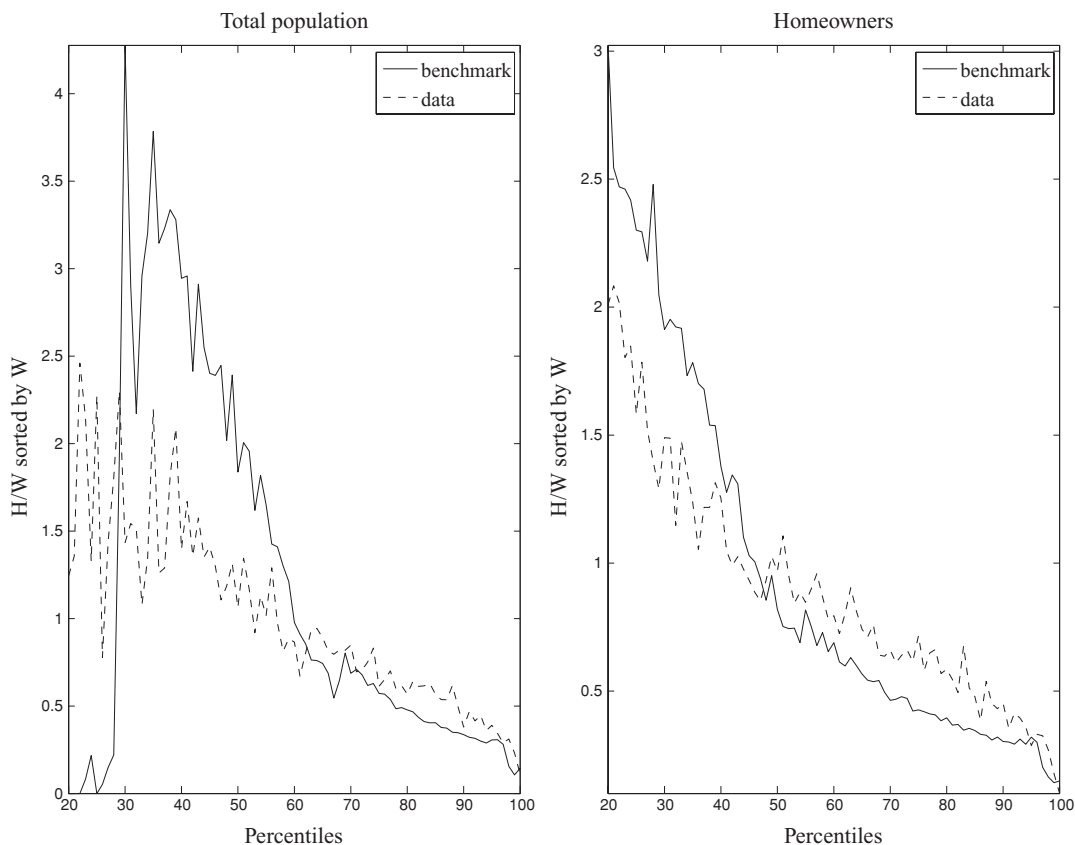 Total population
benchmark
data
4
3.5
3
2.5
2
1.5
1
0.5
0
H/W sorted by W
20 30 40 50 60 70 80 90 100
Percentiles
Homeowners
benchmark
data
3
2.5
2
1.5
1
0.5
H/W sorted by W
20 30 40 50 60 70 80 90 100
Percentiles